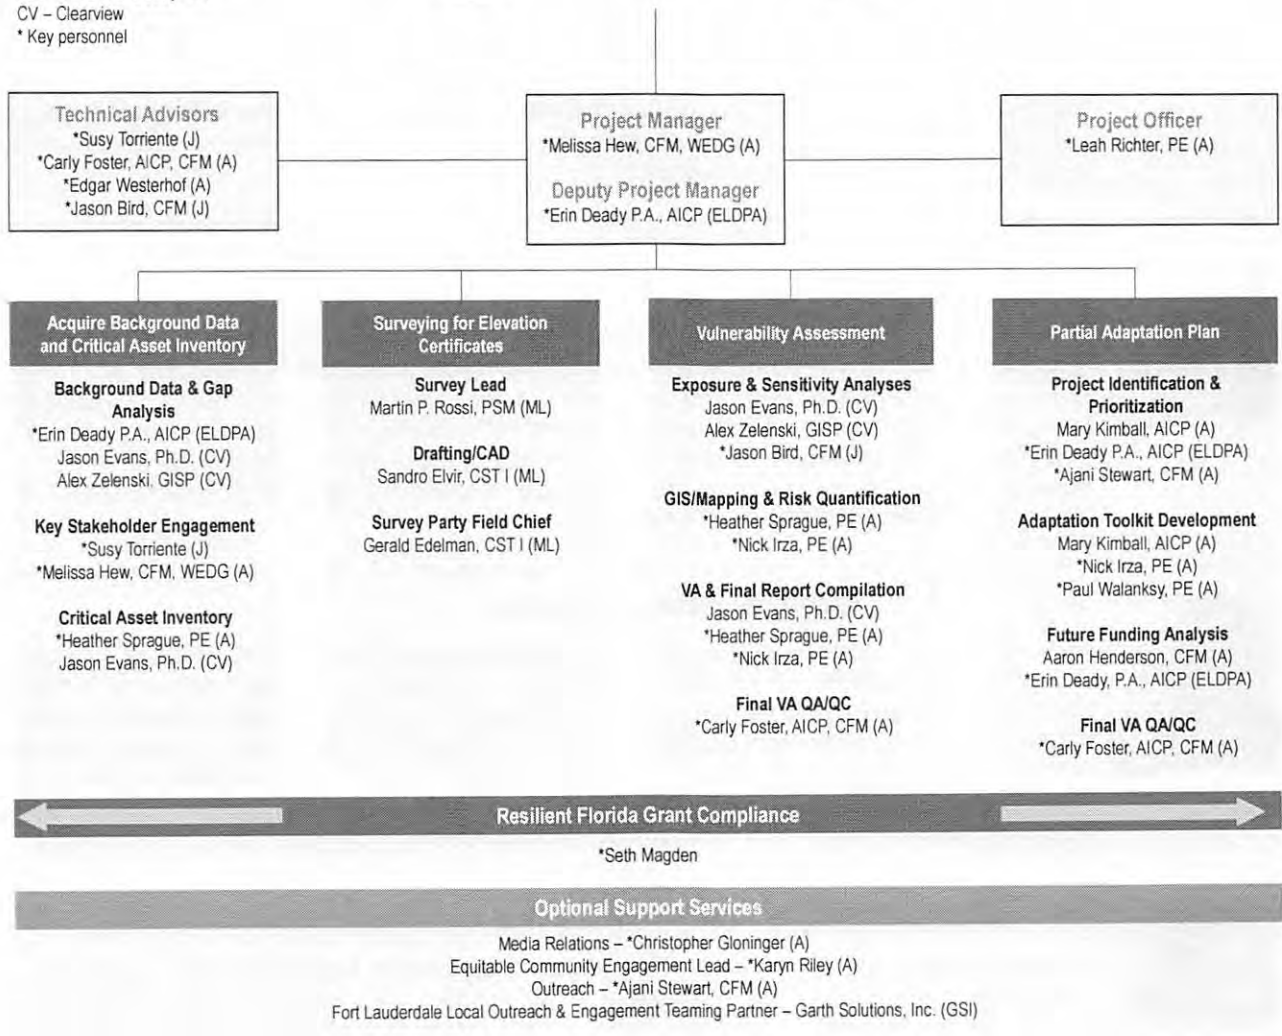 CV – Clearview
* Key personnel
Technical Advisors
*Susy Torriente (J)
*Carly Foster, AICP, CFM (A)
*Edgar Westerhof (A)
*Jason Bird, CFM (J)
Project Manager
*Melissa Hew, CFM, WEDG (A)
Deputy Project Manager
*Erin Deady P.A., AICP (ELDPA)
Project Officer
*Leah Richter, PE (A)
Acquire Background Data
and Critical Asset Inventory
Background Data & Gap
Analysis
*Erin Deady P.A., AICP (ELDPA)
Jason Evans, Ph.D. (CV)
Alex Zelenski, GISP (CV)
Key Stakeholder Engagement
*Susy Torriente (J)
*Melissa Hew, CFM, WEDG (A)
Critical Asset Inventory
*Heather Sprague, PE (A)
Jason Evans, Ph.D. (CV)
Surveying for Elevation
Certificates
Survey Lead
Martin P. Rossi, PSM (ML)
Drafting/CAD
Sandro Elvir, CST I (ML)
Survey Party Field Chief
Gerald Edelman, CST I (ML)
Vulnerability Assessment
Exposure & Sensitivity Analyses
Jason Evans, Ph.D. (CV)
Alex Zelenski, GISP (CV)
*Jason Bird, CFM (J)
GIS/Mapping & Risk Quantification
*Heather Sprague, PE (A)
*Nick Irza, PE (A)
VA & Final Report Compilation
Jason Evans, Ph.D. (CV)
*Heather Sprague, PE (A)
*Nick Irza, PE (A)
Final VA QA/QC
*Carly Foster, AICP, CFM (A)
Partial Adaptation Plan
Project Identification &
Prioritization
Mary Kimball, AICP (A)
*Erin Deady P.A., AICP (ELDPA)
*Ajani Stewart, CFM (A)
Adaptation Toolkit Development
Mary Kimball, AICP (A)
*Nick Irza, PE (A)
*Paul Walanksy, PE (A)
Future Funding Analysis
Aaron Henderson, CFM (A)
*Erin Deady, P.A., AICP (ELDPA)
Final VA QA/QC
*Carly Foster, AICP, CFM (A)
Resilient Florida Grant Compliance
*Seth Magden
Optional Support Services
Media Relations – *Christopher Gloninger (A)
Equitable Community Engagement Lead – *Karyn Riley (A)
Outreach – *Ajani Stewart, CFM (A)
Fort Lauderdale Local Outreach & Engagement Teaming Partner – Garth Solutions, Inc. (GSI)